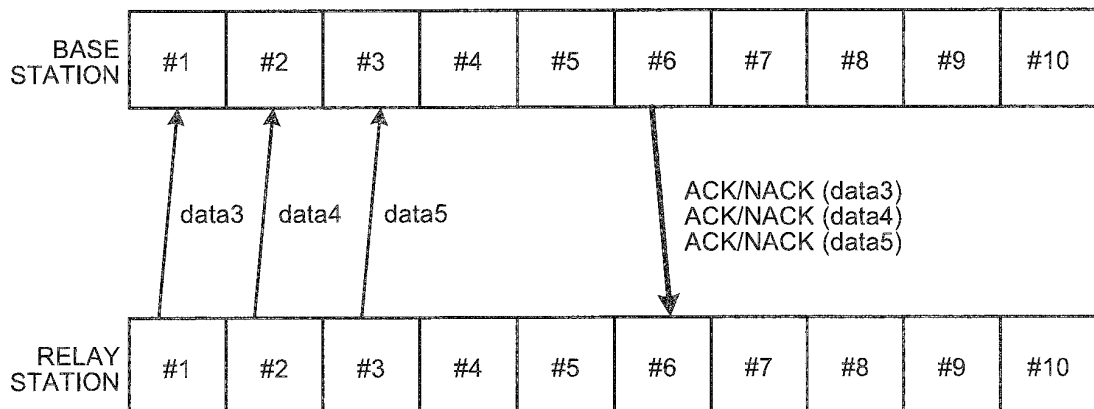 BASE
STATION
#1 #2 #3 #4 #5 #6 #7 #8 #9 #10
data3 data4 data5
ACK/NACK (data3)
ACK/NACK (data4)
ACK/NACK (data5)
RELAY
STATION
#1 #2 #3 #4 #5 #6 #7 #8 #9 #10